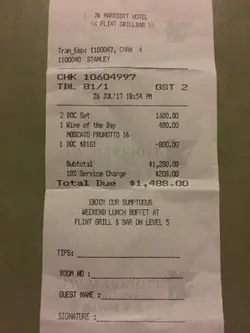 JW MARRIOTT HOTEL
<< FLINT GRILL&BAR >>
Tran_Emp: 1100047, CHAN 4
1100040 STANLEY
CHK 10604997
TBL 81/1 GST 2
26 JUL'17 18:54 PM
2 BOC Set 1600.00
1 Wine of the Day 480.00
MOSCATO PRUNOTTO 16
1 BOC $B1G1 -800.00
Subtotal $1,280.00
10% Service Charge $208.00
Total Due $1,488.00
ENJOY OUR SUMPTUOUS
WEEKEND LUNCH BUFFET AT
FLINT GRILL & BAR ON LEVEL 5
TIPS:
ROOM NO :
GUEST NAME :
SIGNATURE :